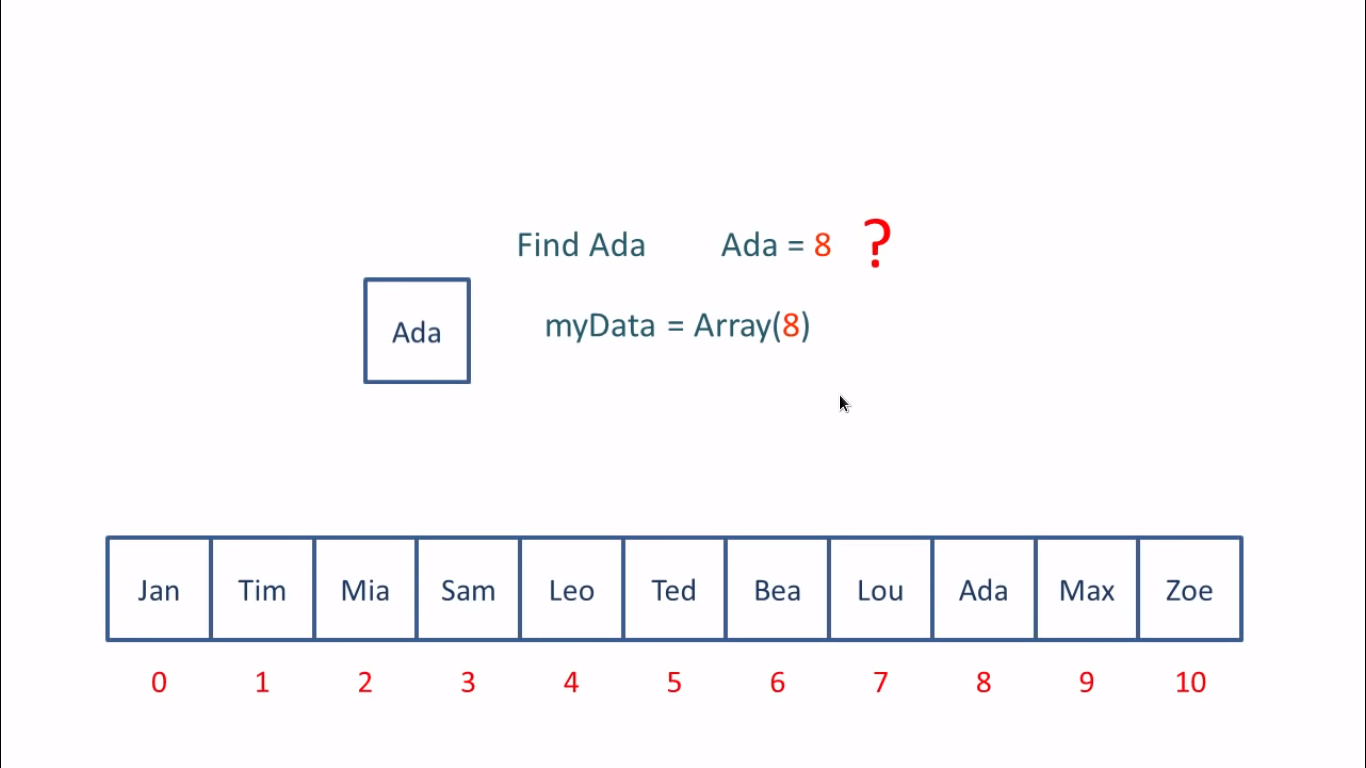 Find Ada Ada = 8 ?
Ada
myData = Array(8)
Jan Tim Mia Sam Leo Ted Bea Lou Ada Max Zoe
0 1 2 3 4 5 6 7 8 9 10